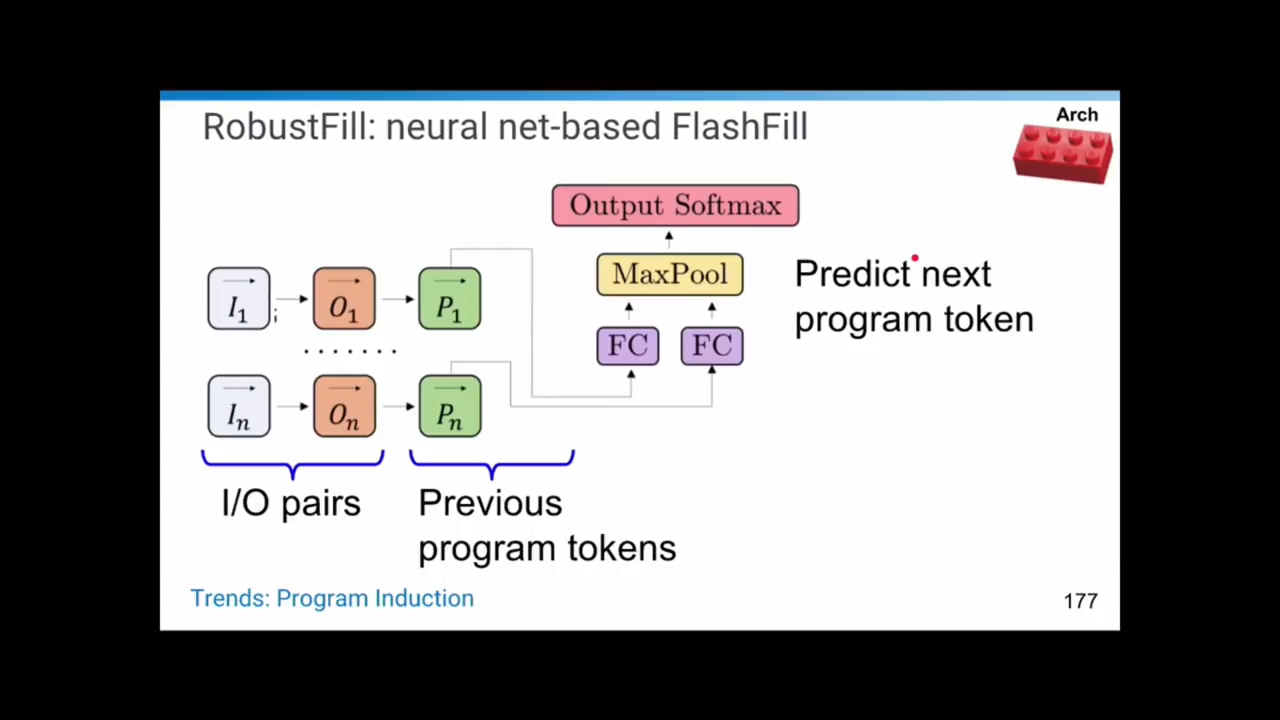 RobustFill: neural net-based FlashFill
Arch
Output Softmax
MaxPool
Predict next
program token
FC FC
I1 ; O1 P1
. . . . . . .
In On Pn
I/O pairs
Previous
program tokens
Trends: Program Induction
177